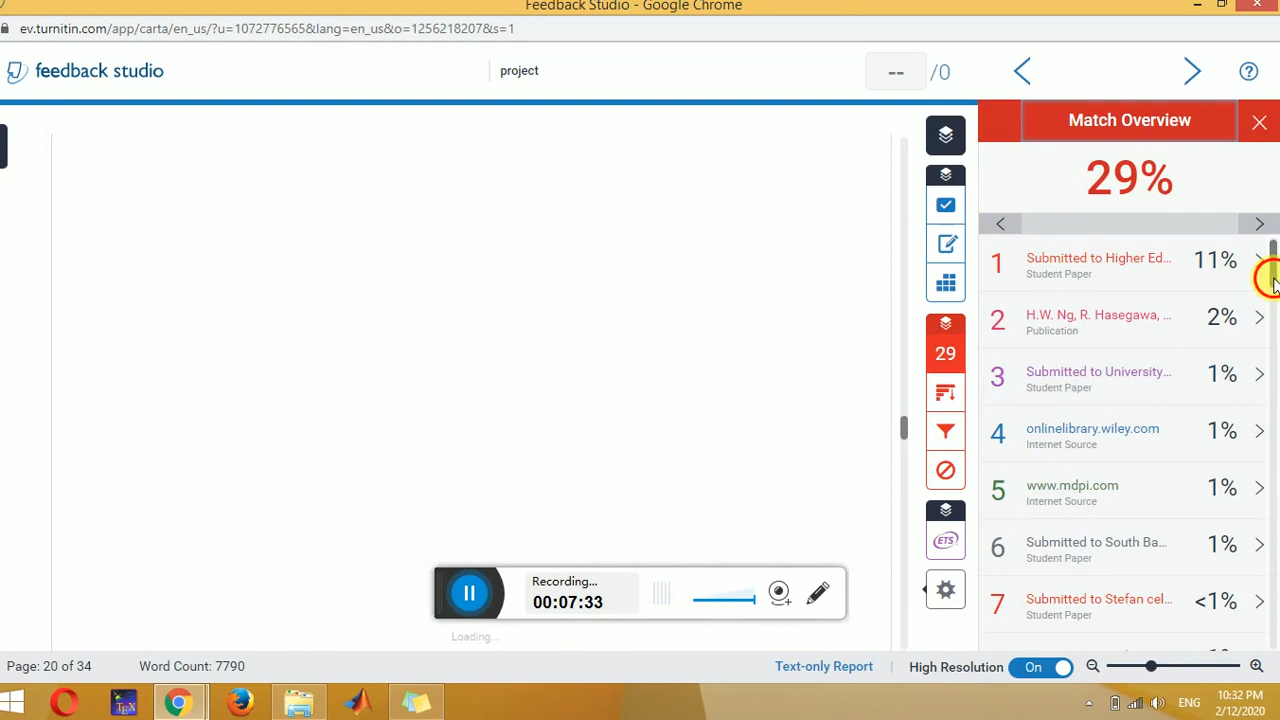 Feedback Studio - Google Chrome
ev.turnitin.com/app/carta/en_us/?u=1072776565&lang=en_us&o=1256218207&s=1
feedback studio
project
-- /0
Match Overview
29%
1 Submitted to Higher Ed... 11%
Student Paper
2 H.W. Ng, R. Hasegawa, ... 2%
Publication
3 Submitted to University... 1%
Student Paper
4 onlinelibrary.wiley.com 1%
Internet Source
5 www.mdpi.com 1%
Internet Source
6 Submitted to South Ba... 1%
Student Paper
7 Submitted to Stefan cel... <1%
Student Paper
29
ETS
Recording...
00:07:33
Loading...
Page: 20 of 34
Word Count: 7790
Text-only Report
High Resolution
On
TEX
ENG
10:32 PM
2/12/2020